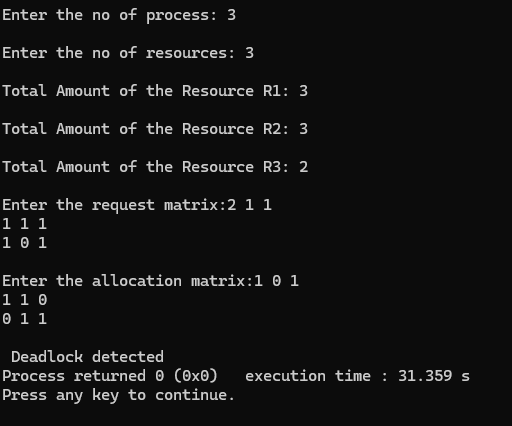 Enter the no of process: 3
Enter the no of resources: 3
Total Amount of the Resource R1: 3
Total Amount of the Resource R2: 3
Total Amount of the Resource R3: 2
Enter the request matrix:2 1 1
1 1 1
1 0 1
Enter the allocation matrix:1 0 1
1 1 0
0 1 1
Deadlock detected
Process returned 0 (0x0)   execution time : 31.359 s
Press any key to continue.